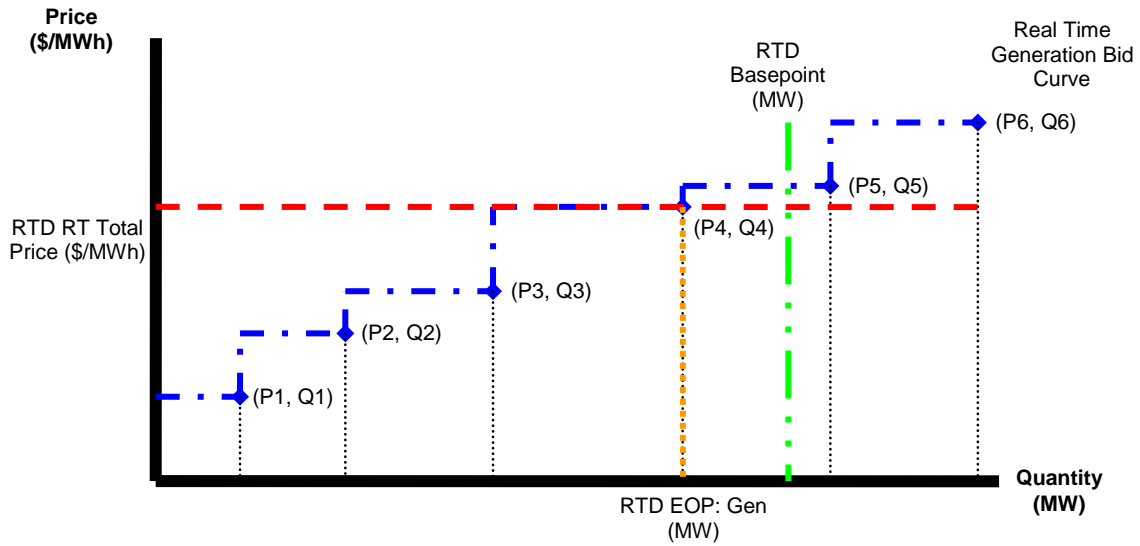 Price
($/MWh)
Real Time
Generation Bid
Curve
RTD
Basepoint
(MW)
(P6, Q6)
(P5, Q5)
RTD RT Total
Price ($/MWh)
(P4, Q4)
(P3, Q3)
(P2, Q2)
(P1, Q1)
Quantity
(MW)
RTD EOP: Gen
(MW)